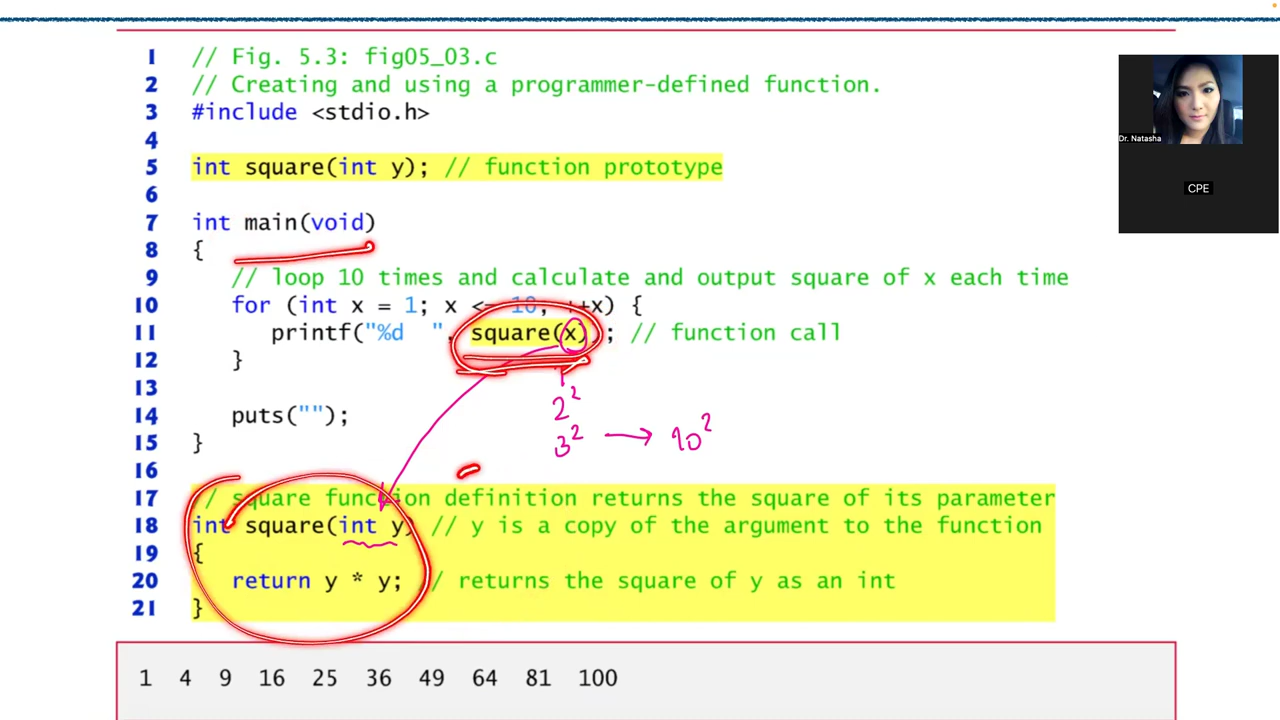 1 // Fig. 5.3: fig05_03.c
2 // Creating and using a programmer-defined function.
3 #include <stdio.h>
4
5 int square(int y); // function prototype
6
7 int main(void)
8 {
9 // loop 10 times and calculate and output square of x each time
10 for (int x = 1; x <= 10; ++x) {
11 printf("%d  ", square(x)); // function call
12 }
13
14 puts("");
15 }
16
17 // square function definition returns the square of its parameter
18 int square(int y) // y is a copy of the argument to the function
19 {
20 return y * y; // returns the square of y as an int
21 }
2²
3² → 10²
1 4 9 16 25 36 49 64 81 100
Dr. Natasha
CPE